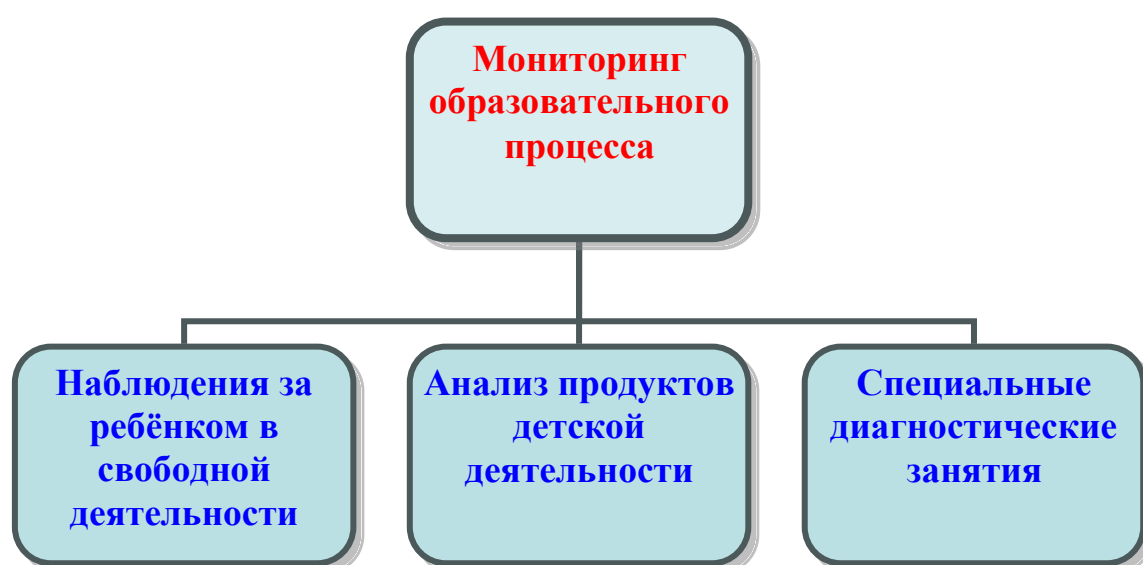 Мониторинг
образовательного
процесса
Наблюдения за
ребёнком в
свободной
деятельности
Анализ продуктов
детской
деятельности
Специальные
диагностические
занятия